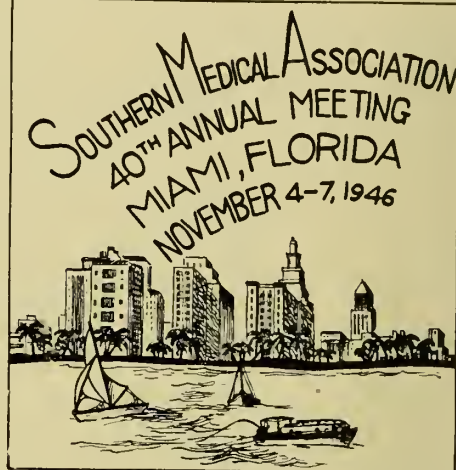 SOUTHERN MEDICAL ASSOCIATION
40TH ANNUAL MEETING
MIAMI, FLORIDA
NOVEMBER 4-7, 1946